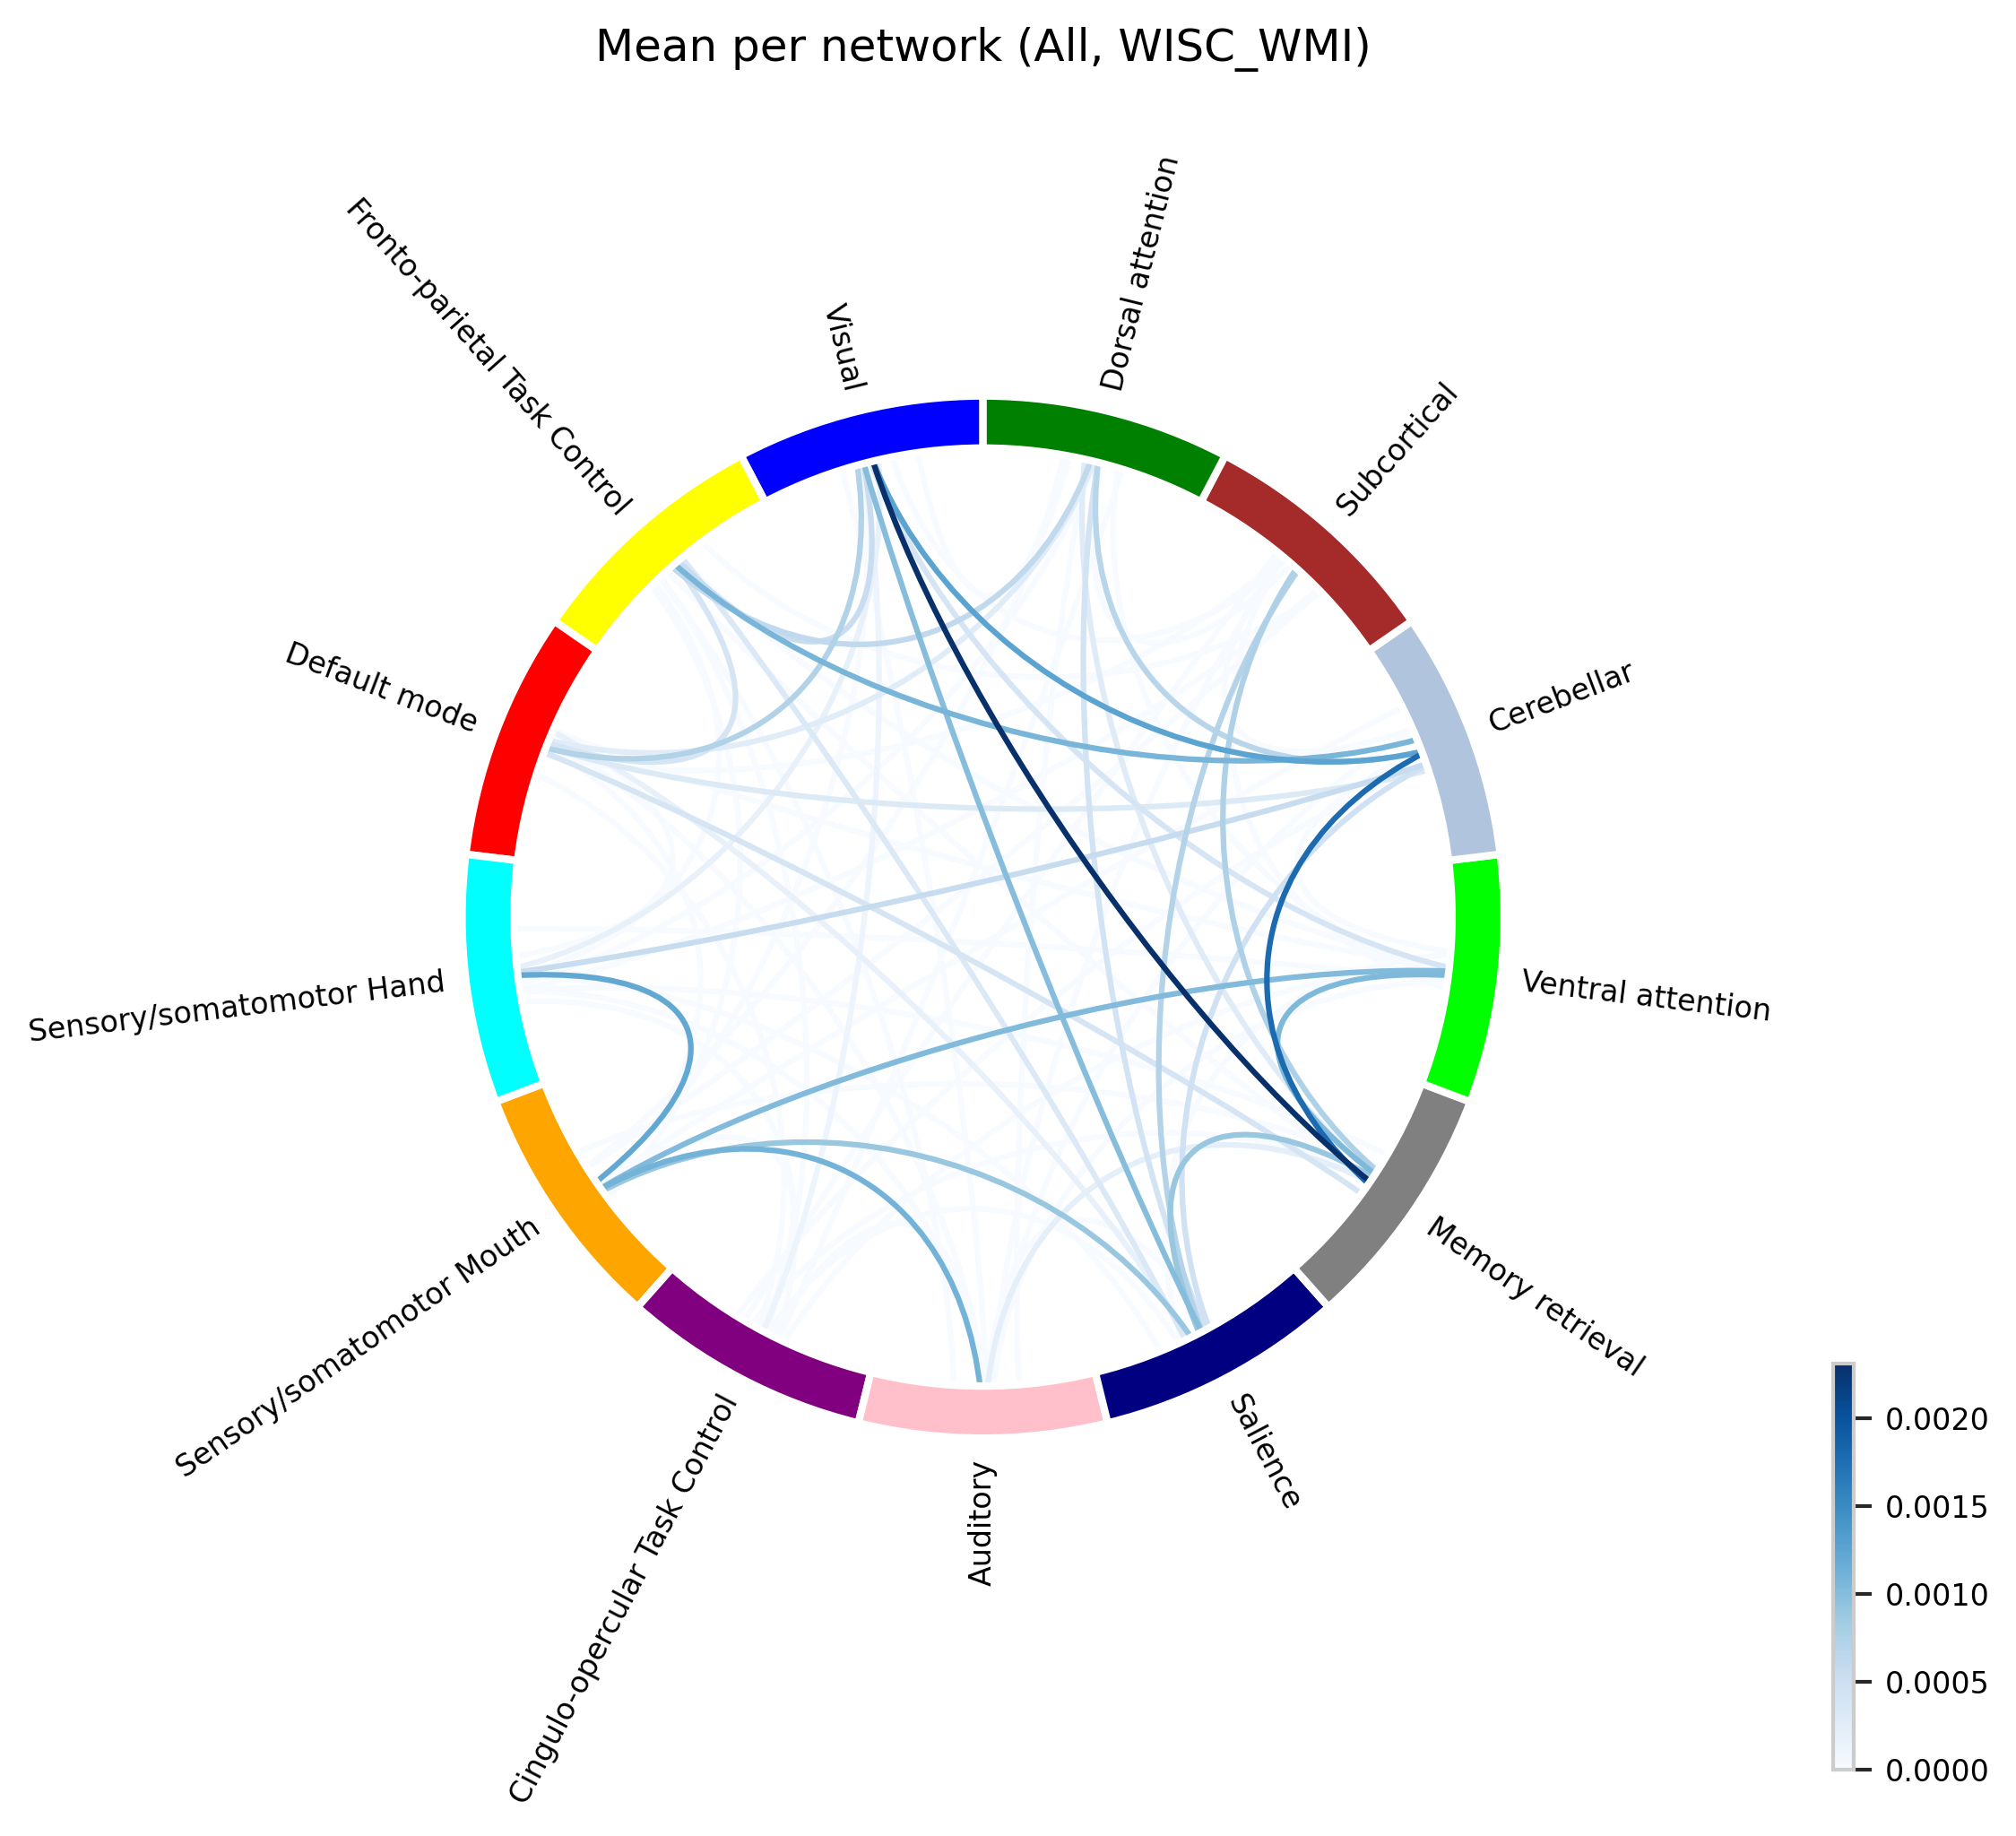 Mean per network (All, WISC_WMI)
Dorsal attention
Subcortical
Cerebellar
Ventral attention
Memory retrieval
Salience
Auditory
Cingulo-opercular Task Control
Sensory/somatomotor Mouth
Sensory/somatomotor Hand
Default mode
Fronto-parietal Task Control
Visual
0.0020
0.0015
0.0010
0.0005
0.0000